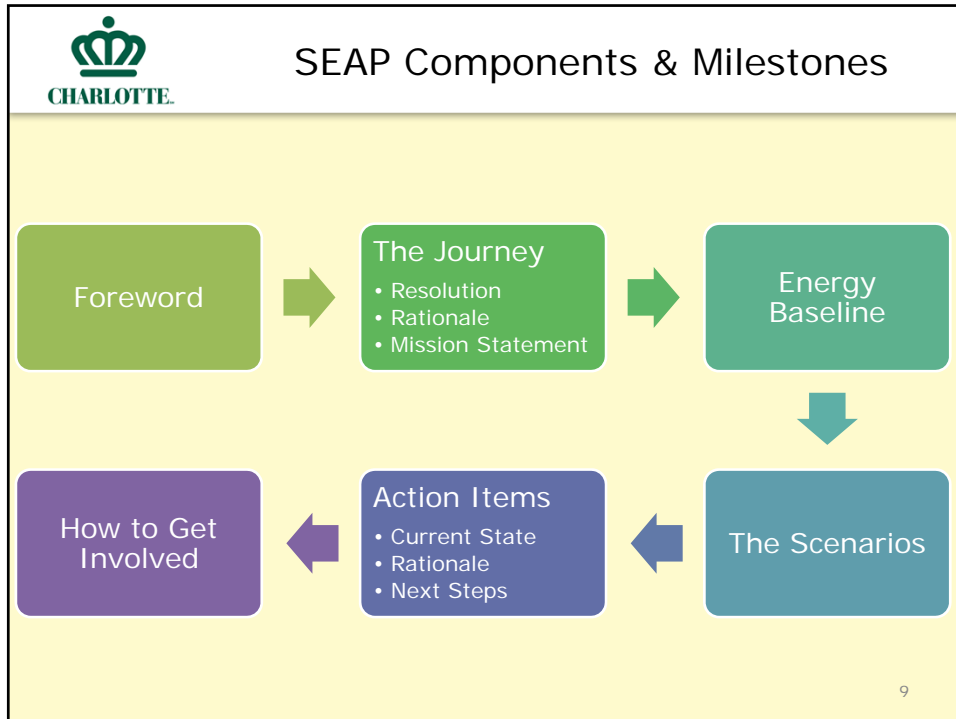 CHARLOTTE™
SEAP Components & Milestones
Foreword
The Journey
• Resolution
• Rationale
• Mission Statement
Energy
Baseline
The Scenarios
Action Items
• Current State
• Rationale
• Next Steps
How to Get
Involved
9